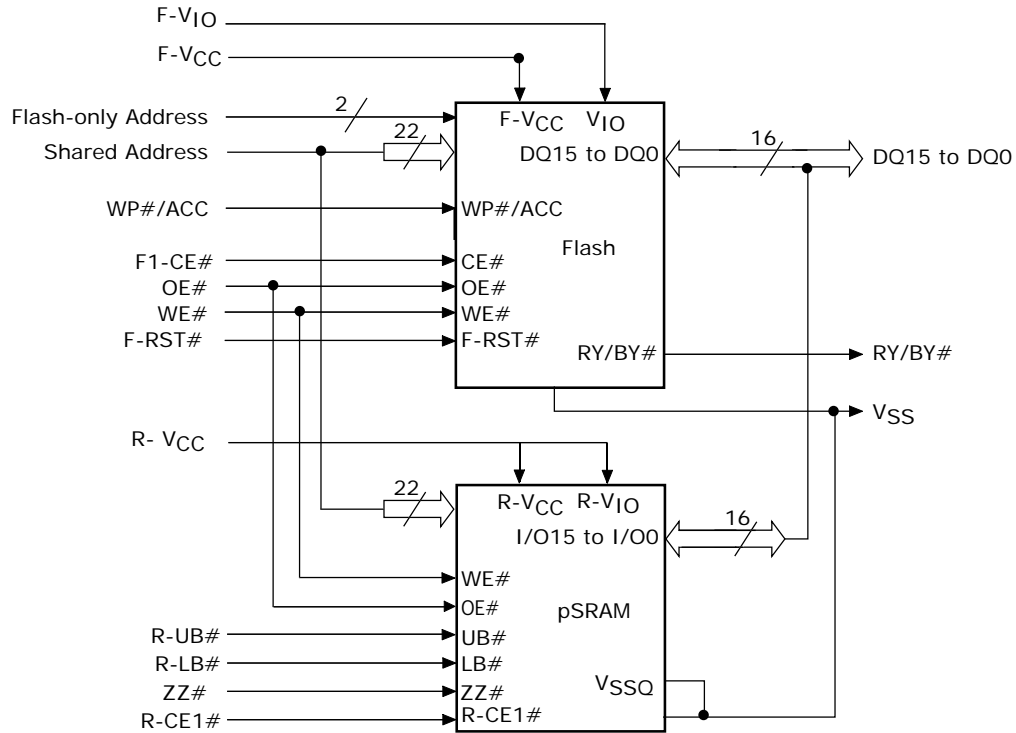 F-VIO
F-VCC
Flash-only Address
2
F-VCC VIO
Shared Address
22
DQ15 to DQ0
16
DQ15 to DQ0
WP#/ACC
WP#/ACC
Flash
F1-CE#
CE#
OE#
OE#
WE#
WE#
F-RST#
F-RST#
RY/BY#
RY/BY#
VSS
R- VCC
22
R-VCC R-VIO
I/O15 to I/O0
16
WE#
OE#
pSRAM
R-UB#
UB#
R-LB#
LB#
ZZ#
ZZ#
VSSQ
R-CE1#
R-CE1#